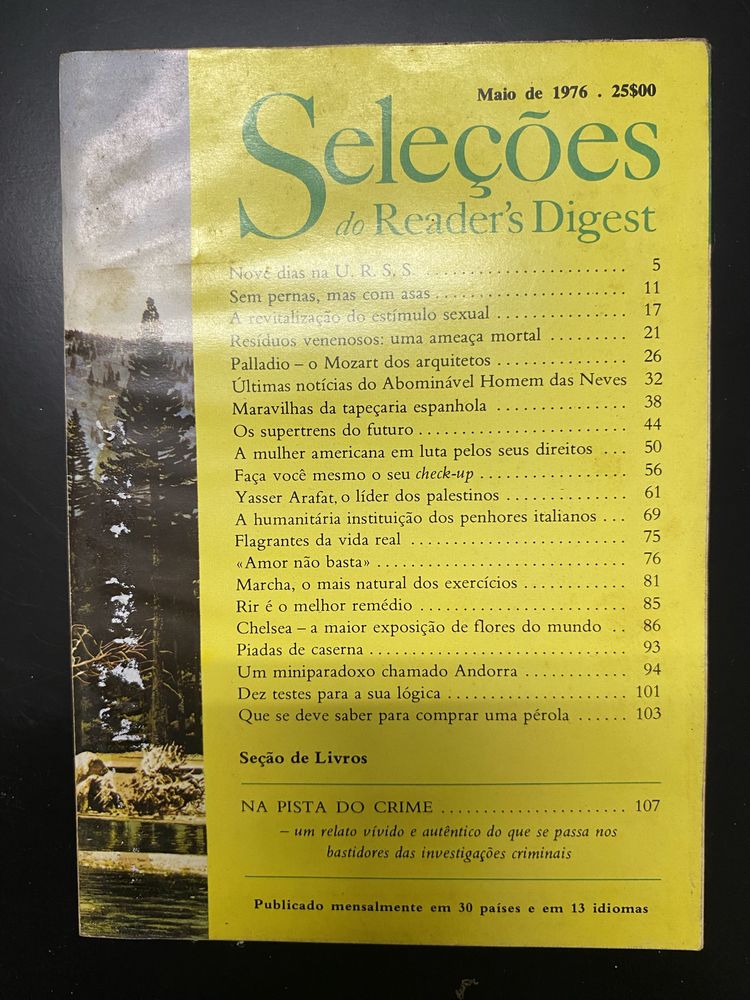 Maio de 1976 . 25$00
Seleções
do Reader's Digest
Nove dias na U. R. S. S. ........................ 5
Sem pernas, mas com asas ........................ 11
A revitalização do estímulo sexual ................ 17
Resíduos venenosos: uma ameaça mortal ......... 21
Palladio – o Mozart dos arquitetos ................ 26
Últimas notícias do Abominável Homem das Neves 32
Maravilhas da tapeçaria espanhola ................ 38
Os supertrens do futuro ........................ 44
A mulher americana em luta pelos seus direitos ... 50
Faça você mesmo o seu check-up .................. 56
Yasser Arafat, o líder dos palestinos .............. 61
A humanitária instituição dos penhores italianos ... 69
Flagrantes da vida real .......................... 75
«Amor não basta» ............................ 76
Marcha, o mais natural dos exercícios ............ 81
Rir é o melhor remédio ........................ 85
Chelsea – a maior exposição de flores do mundo .. 86
Piadas de caserna .............................. 93
Um miniparadoxo chamado Andorra ............ 94
Dez testes para a sua lógica .................... 101
Que se deve saber para comprar uma pérola ...... 103
Seção de Livros
NA PISTA DO CRIME ...................... 107
– um relato vívido e autêntico do que se passa nos
bastidores das investigações criminais
Publicado mensalmente em 30 países e em 13 idiomas